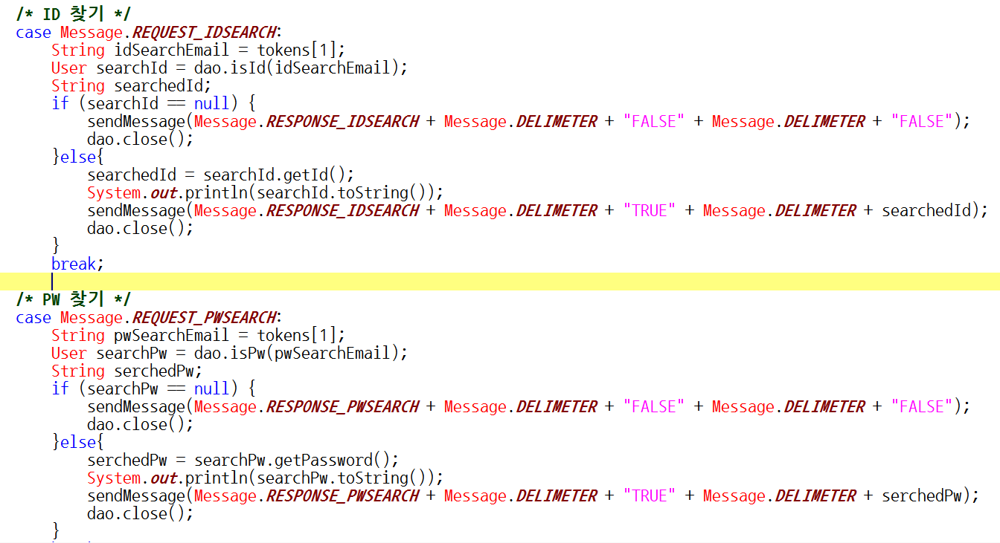 /* ID 찾기 */
case Message.REQUEST_IDSEARCH:
String idSearchEmail = tokens[1];
User searchId = dao.isId(idSearchEmail);
String searchedId;
if (searchId == null) {
sendMessage(Message.RESPONSE_IDSEARCH + Message.DELIMETER + "FALSE" + Message.DELIMETER + "FALSE");
dao.close();
}else{
searchedId = searchId.getId();
System.out.println(searchId.toString());
sendMessage(Message.RESPONSE_IDSEARCH + Message.DELIMETER + "TRUE" + Message.DELIMETER + searchedId);
dao.close();
}
break;
/* PW 찾기 */
case Message.REQUEST_PWSEARCH:
String pwSearchEmail = tokens[1];
User searchPw = dao.isPw(pwSearchEmail);
String serchedPw;
if (searchPw == null) {
sendMessage(Message.RESPONSE_PWSEARCH + Message.DELIMETER + "FALSE" + Message.DELIMETER + "FALSE");
dao.close();
}else{
serchedPw = searchPw.getPassword();
System.out.println(searchPw.toString());
sendMessage(Message.RESPONSE_PWSEARCH + Message.DELIMETER + "TRUE" + Message.DELIMETER + serchedPw);
dao.close();
}